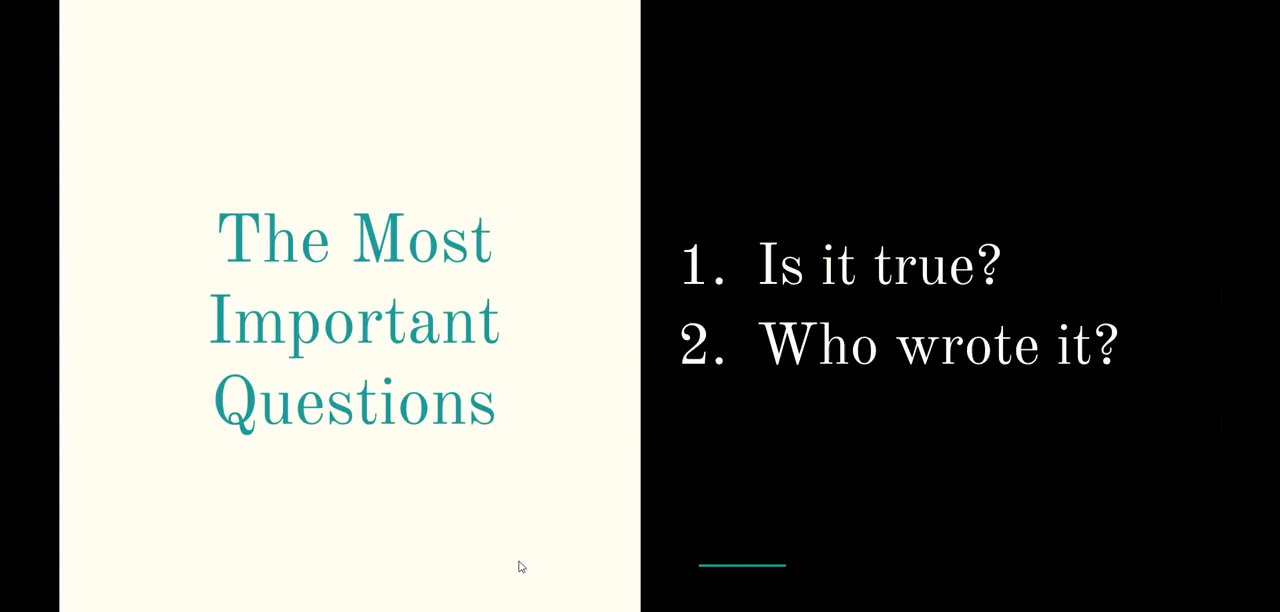 The Most
Important
Questions
1. Is it true?
2. Who wrote it?